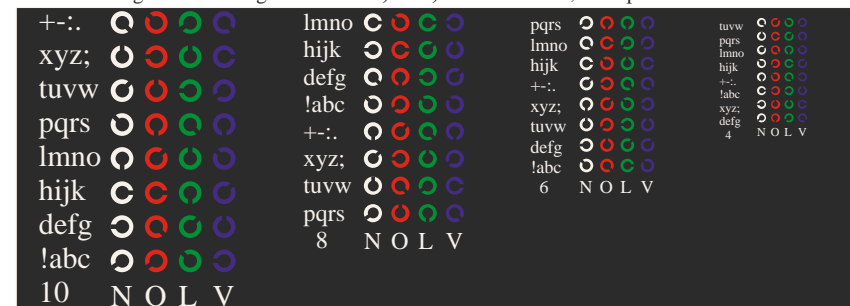 +-:.
xyz;
tuvw
pqrs
lmno
hijk
defg
!abc
10 N O L V
lmno
hijk
defg
!abc
+-:.
xyz;
tuvw
pqrs
8 N O L V
pqrs
lmno
hijk
+-:.
xyz;
tuvw
defg
!abc
6 N O L V
tuvw
pqrs
lmno
hijk
+-:.
!abc
xyz;
defg
4 N O L V